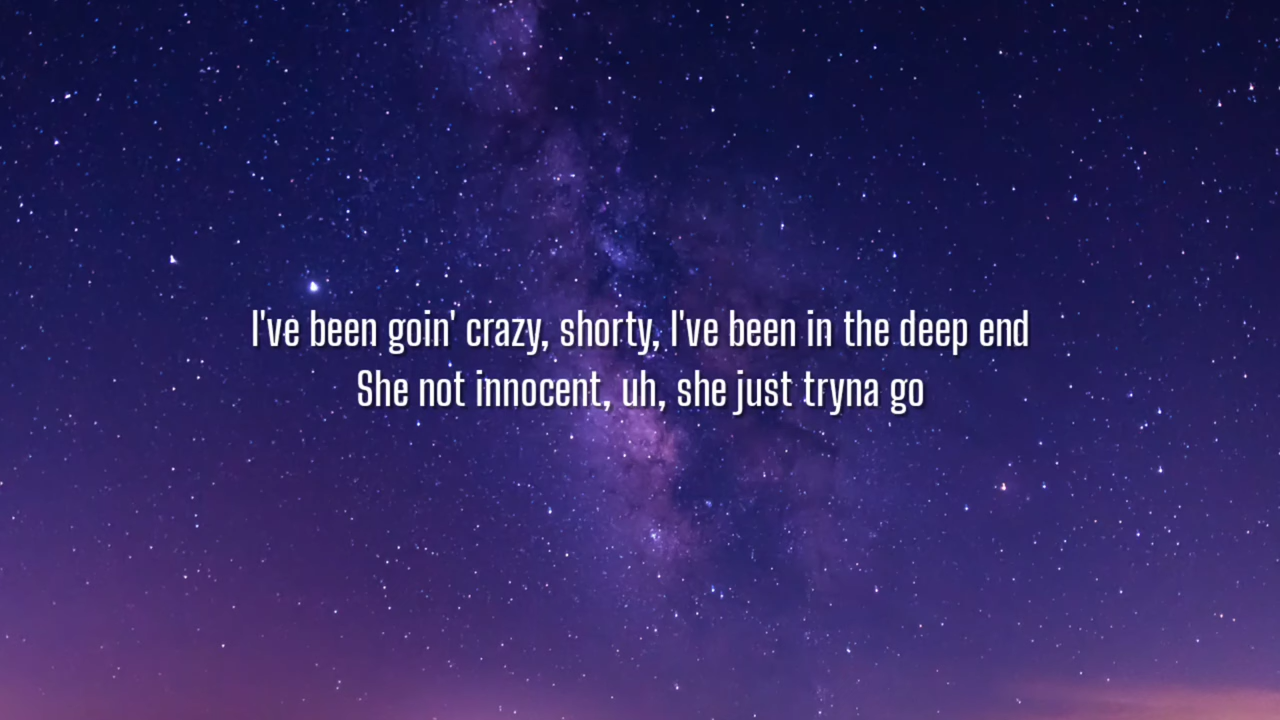 I've been goin' crazy, shorty, I've been in the deep end
She not innocent, uh, she just tryna go